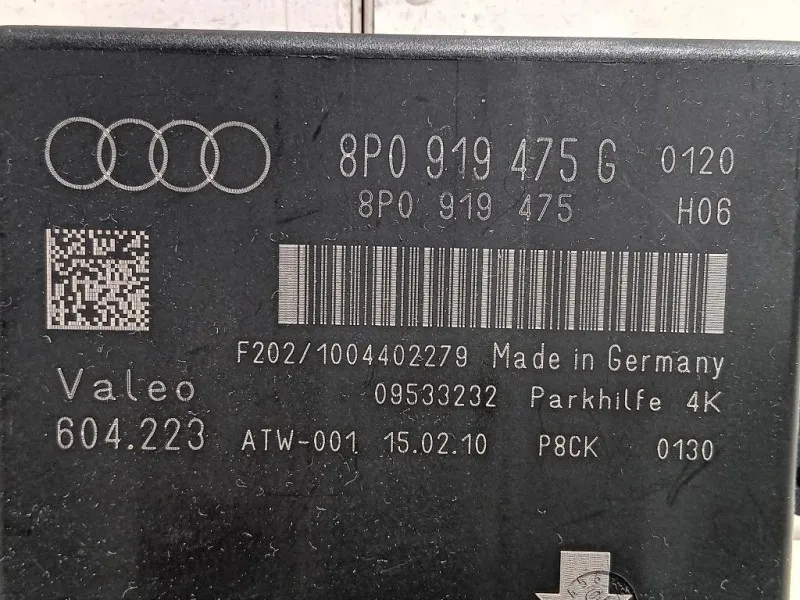 8P0 919 475 G 0120
8P0 919 475 H06
F202/1004402279 Made in Germany
Valeo 09533232 Parkhilfe 4K
604.223 ATW-001 15.02.10 P8CK 0130